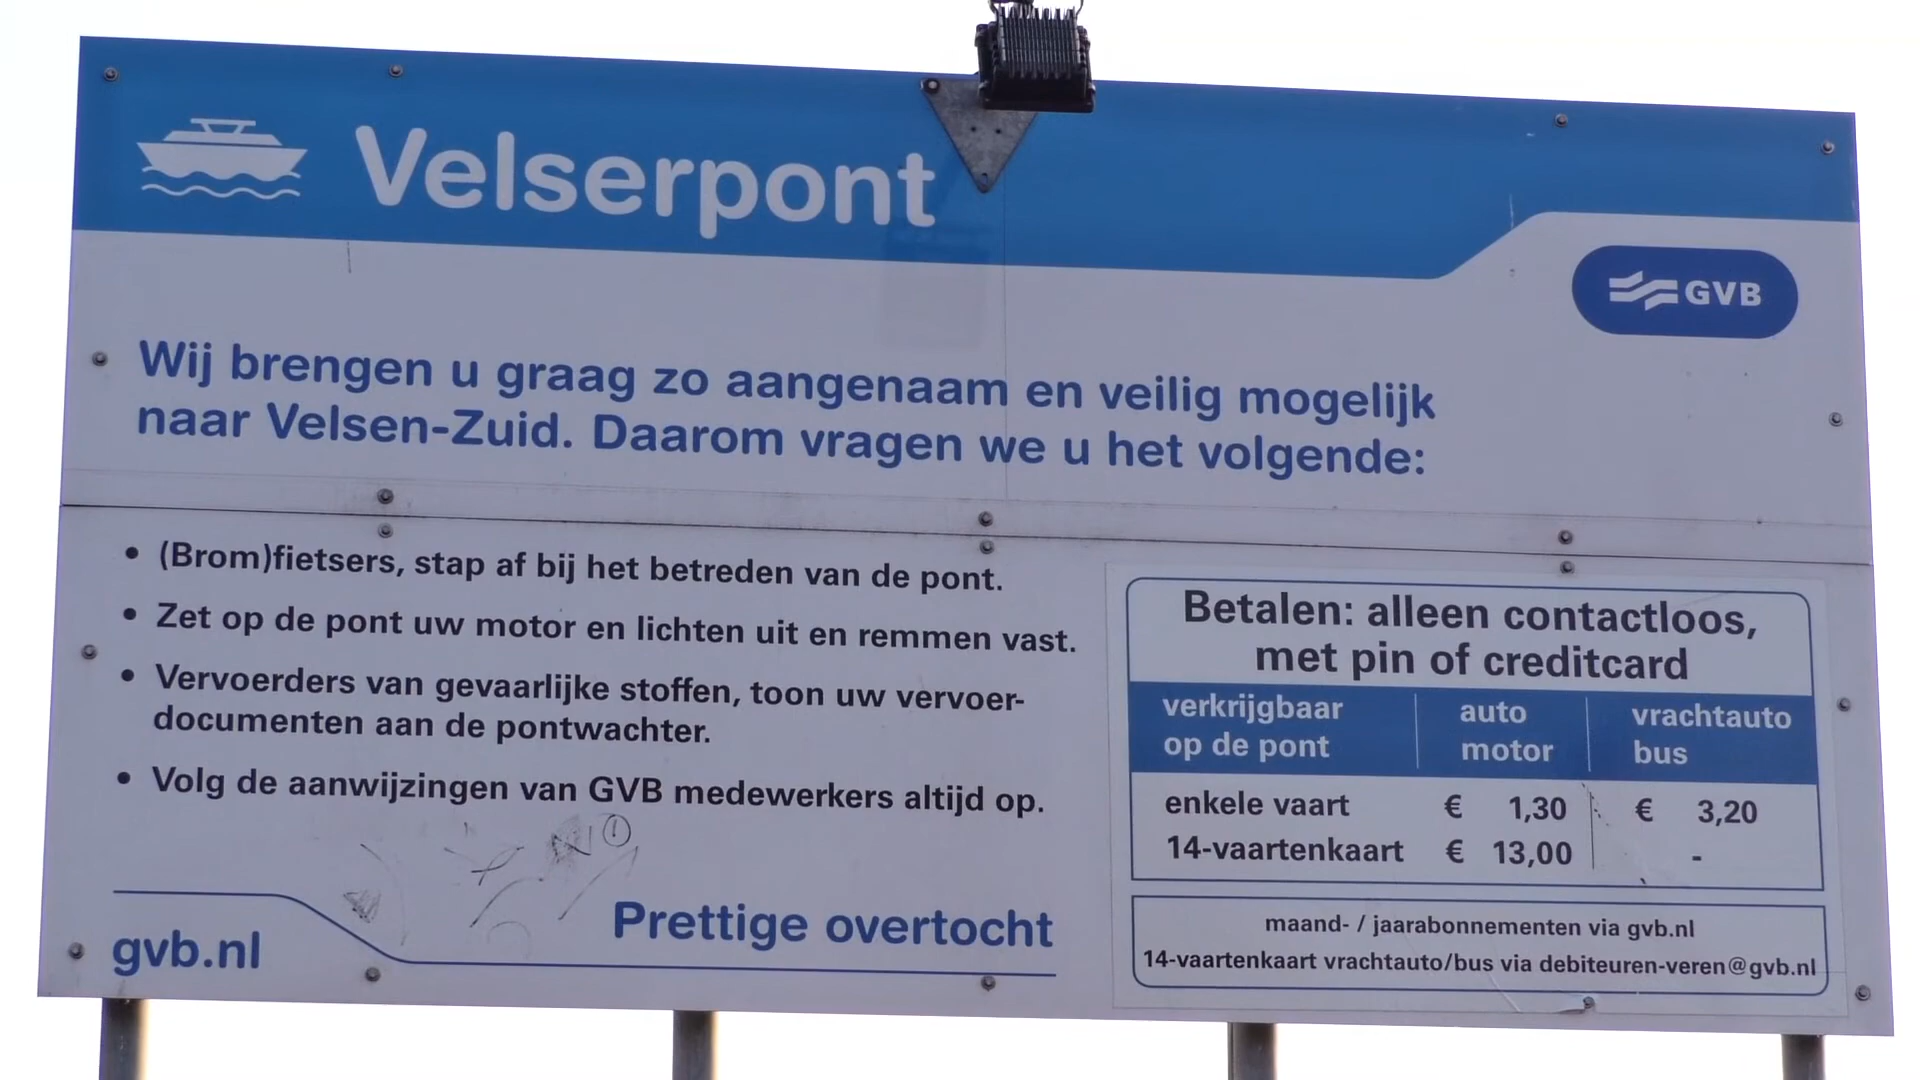 Velserpont
GVB
Wij brengen u graag zo aangenaam en veilig mogelijk
naar Velsen-Zuid. Daarom vragen we u het volgende:
• (Brom)fietsers, stap af bij het betreden van de pont.
• Zet op de pont uw motor en lichten uit en remmen vast.
• Vervoerders van gevaarlijke stoffen, toon uw vervoer-
documenten aan de pontwachter.
• Volg de aanwijzingen van GVB medewerkers altijd op.
Prettige overtocht
gvb.nl
Betalen: alleen contactloos,
met pin of creditcard
verkrijgbaar auto vrachtauto
op de pont motor bus
enkele vaart € 1,30 € 3,20
14-vaartenkaart € 13,00 -
maand- / jaarabonnementen via gvb.nl
14-vaartenkaart vrachtauto/bus via debiteuren-veren@gvb.nl